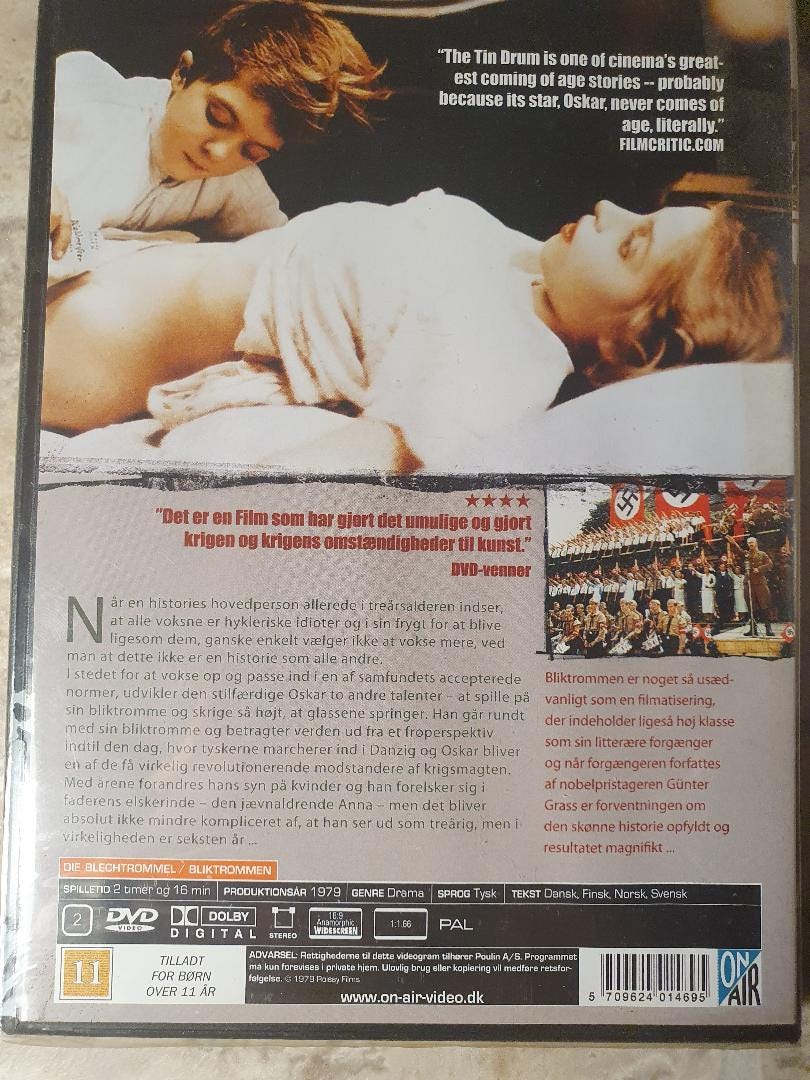 “The Tin Drum is one of cinema’s great-
est coming of age stories -- probably
because its star, Oskar, never comes of
age, literally.”
FILMCRITIC.COM
★★★★
”Det er en Film som har gjort det umulige og gjort
krigen og krigens omstændigheder til kunst.”
DVD-venner
Når en histories hovedperson allerede i treårsalderen indser,
at alle voksne er hykleriske idioter og i sin frygt for at blive
ligesom dem, ganske enkelt vælger ikke at vokse mere, ved
man at dette ikke er en historie som alle andre.
I stedet for at vokse op og passe ind i en af samfundets accepterede
normer, udvikler den stilfærdige Oskar to andre talenter – at spille på
sin bliktromme og skrige så højt, at glassene springer. Han går rundt
med sin bliktromme og betragter verden ud fra et frøperspektiv
indtil den dag, hvor tyskerne marcherer ind i Danzig og Oskar bliver
en af de få virkelig revolutionerende modstandere af krigsmagten.
Med årene forandres hans syn på kvinder og han forelsker sig i
faderens elskerinde – den jævnaldrende Anna – men det bliver
absolut ikke mindre kompliceret af, at han ser ud som treårig, men i
virkeligheden er seksten år ...
Bliktrommen er noget så usæd-
vanligt som en filmatisering,
der indeholder ligeså høj klasse
som sin litterære forgænger
og når forgængeren forfattes
af nobelpristageren Günter
Grass er forventningen om
den skønne historie opfyldt og
resultatet magnifikt ...
DIE BLECHTROMMEL / BLIKTROMMEN
SPILLETID 2 timer og 16 min PRODUKTIONSÅR 1979 GENRE Drama SPROG Tysk TEKST Dansk, Finsk, Norsk, Svensk
2 DVD VIDEO DOLBY DIGITAL STEREO 16:9 Anamorphic WIDESCREEN 1:1.66 PAL
11
TILLADT
FOR BØRN
OVER 11 ÅR
ADVARSEL: Rettighederne til dette videogram tilhører Poulin A/S. Programmet
må kun forevises i private hjem. Ulovlig brug eller kopiering vil medføre retsfor-
følgelse. © 1979
www.on-air-video.dk
5 709624 014695
ON AIR